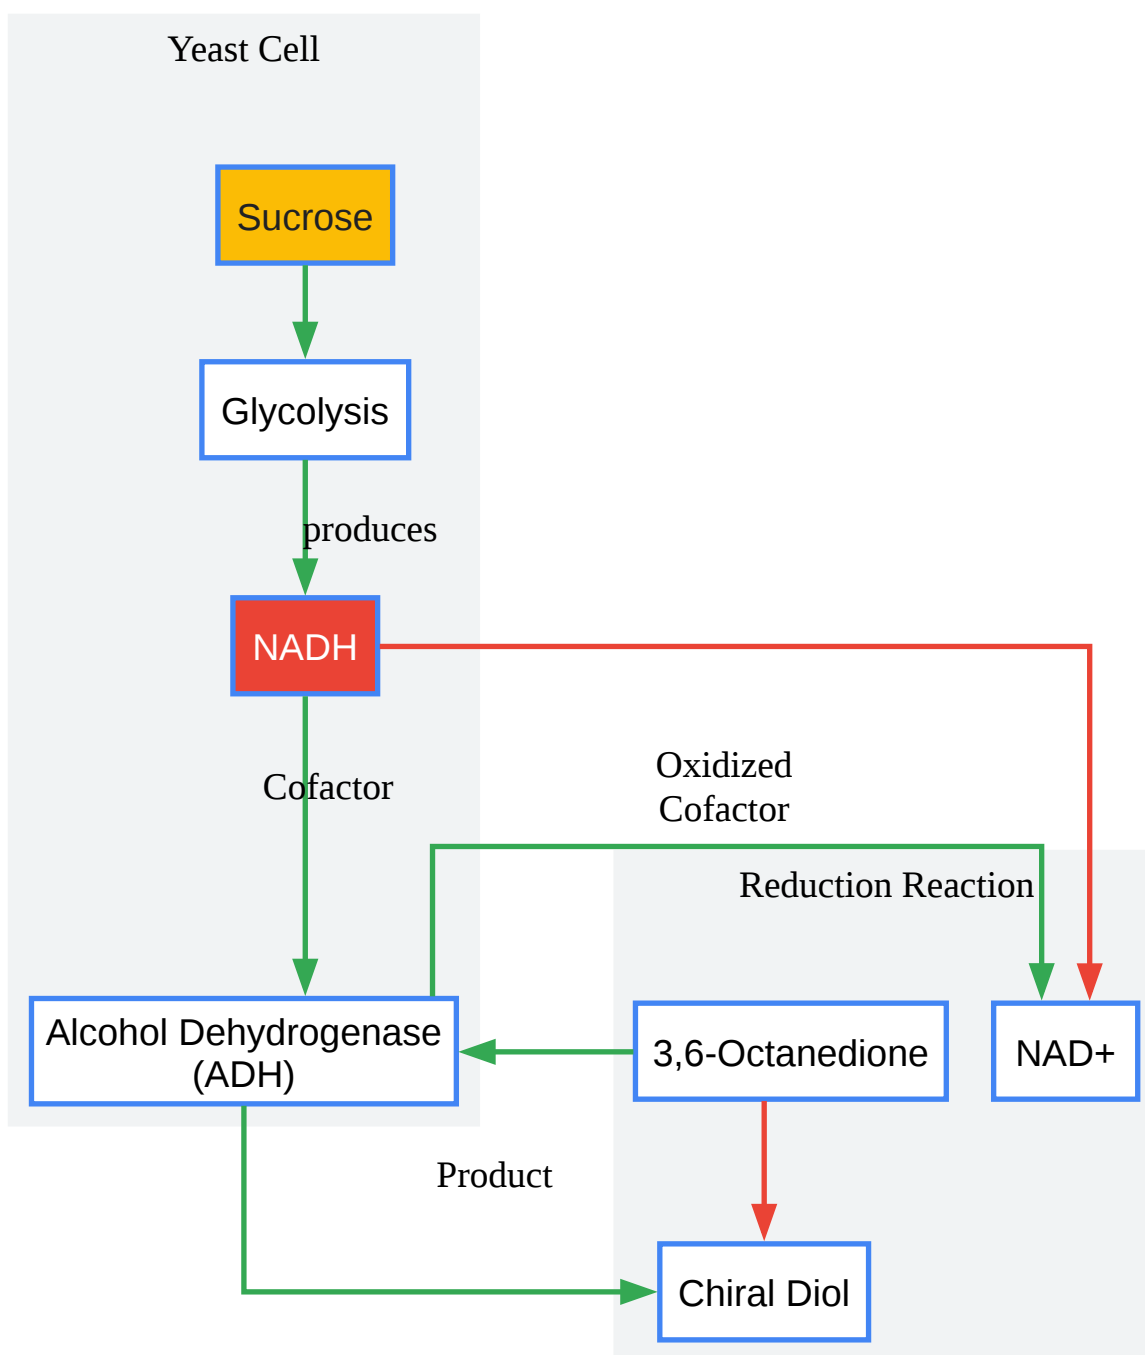 Yeast Cell
Sucrose
Glycolysis
produces
NADH
Cofactor
Oxidized
Cofactor
Reduction Reaction
Alcohol Dehydrogenase
(ADH)
3,6-Octanedione
NAD+
Product
Chiral Diol